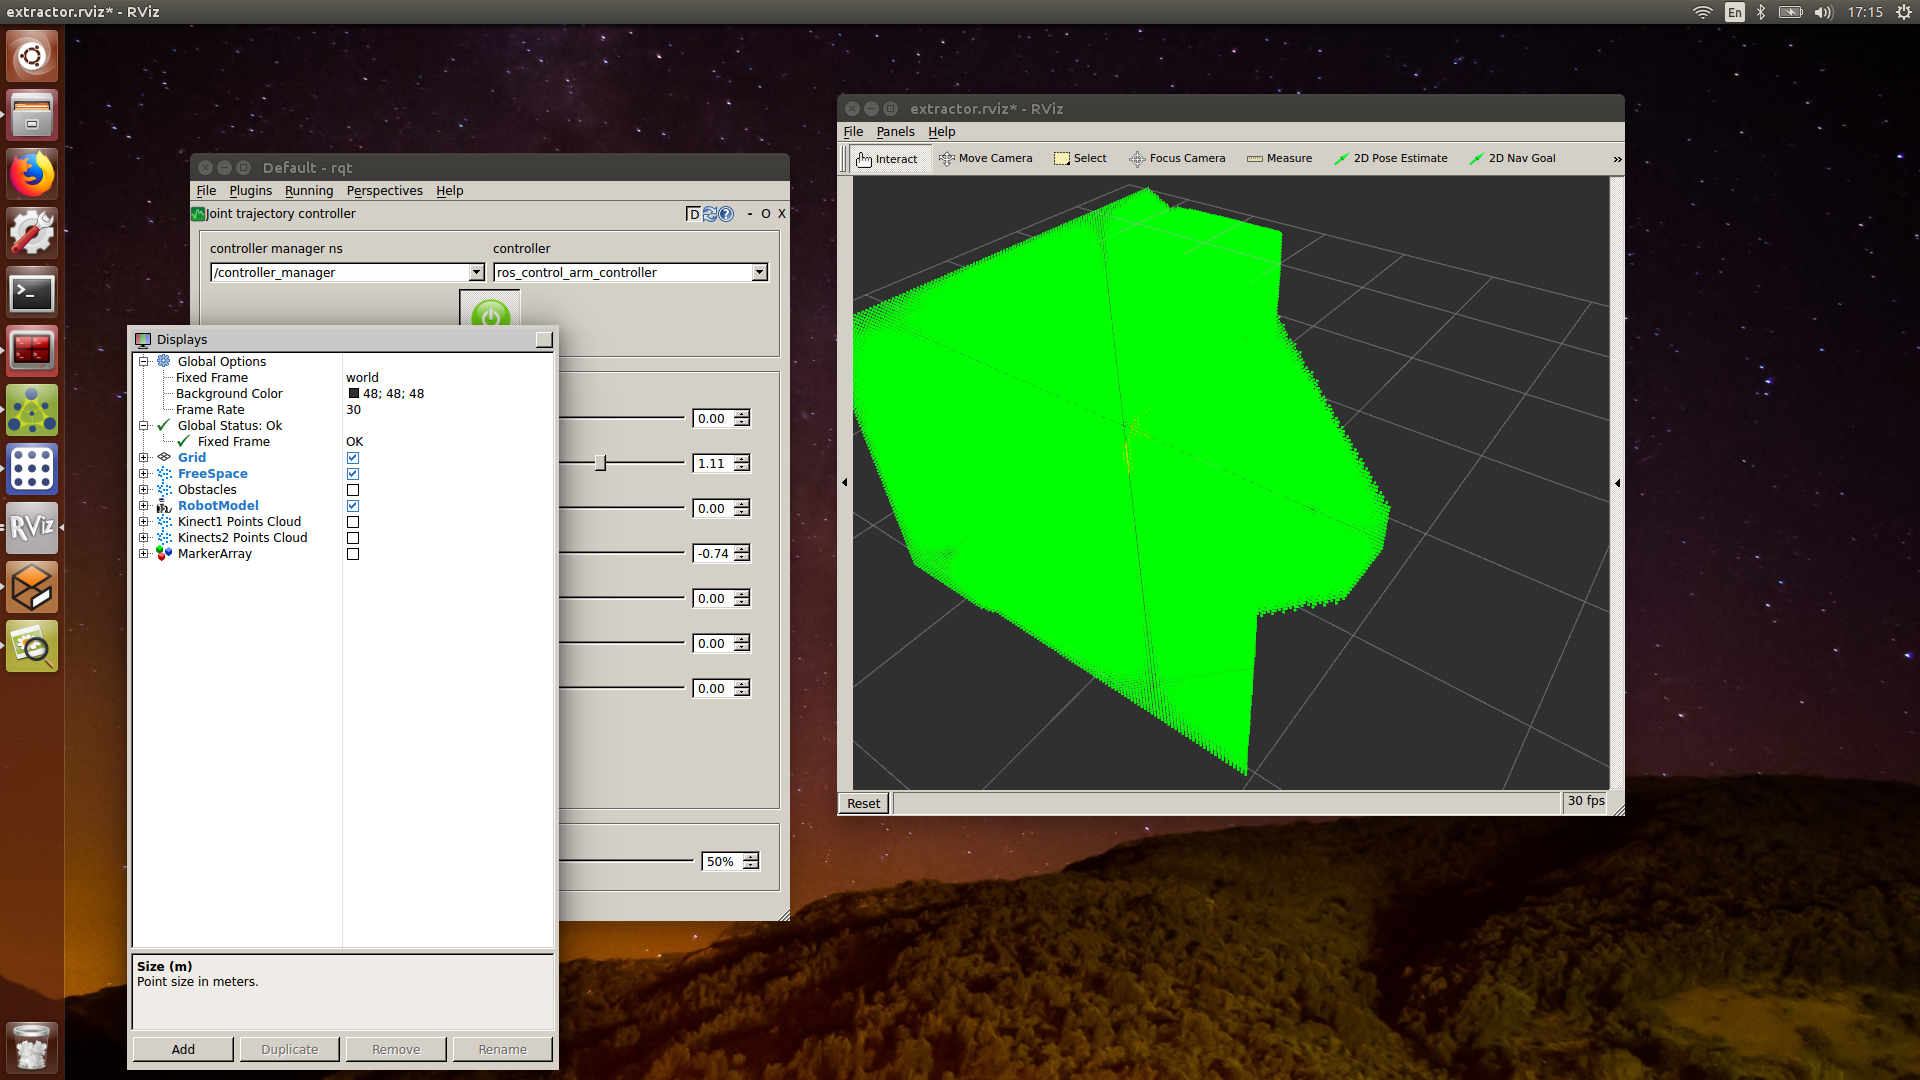 extractor.rviz* - RViz
En
17:15
RViz
Default - rqt
File Plugins Running Perspectives Help
Joint trajectory controller
D
- O X
controller manager ns
controller
/controller_manager
ros_control_arm_controller
0.00
1.11
0.00
-0.74
0.00
0.00
0.00
50%
Displays
Global Options
Fixed Frame world
Background Color 48; 48; 48
Frame Rate 30
Global Status: Ok
Fixed Frame OK
Grid
FreeSpace
Obstacles
RobotModel
Kinect1 Points Cloud
Kinects2 Points Cloud
MarkerArray
Size (m)
Point size in meters.
Add Duplicate Remove Rename
extractor.rviz* - RViz
File Panels Help
Interact Move Camera Select Focus Camera Measure 2D Pose Estimate 2D Nav Goal »
Reset
30 fps